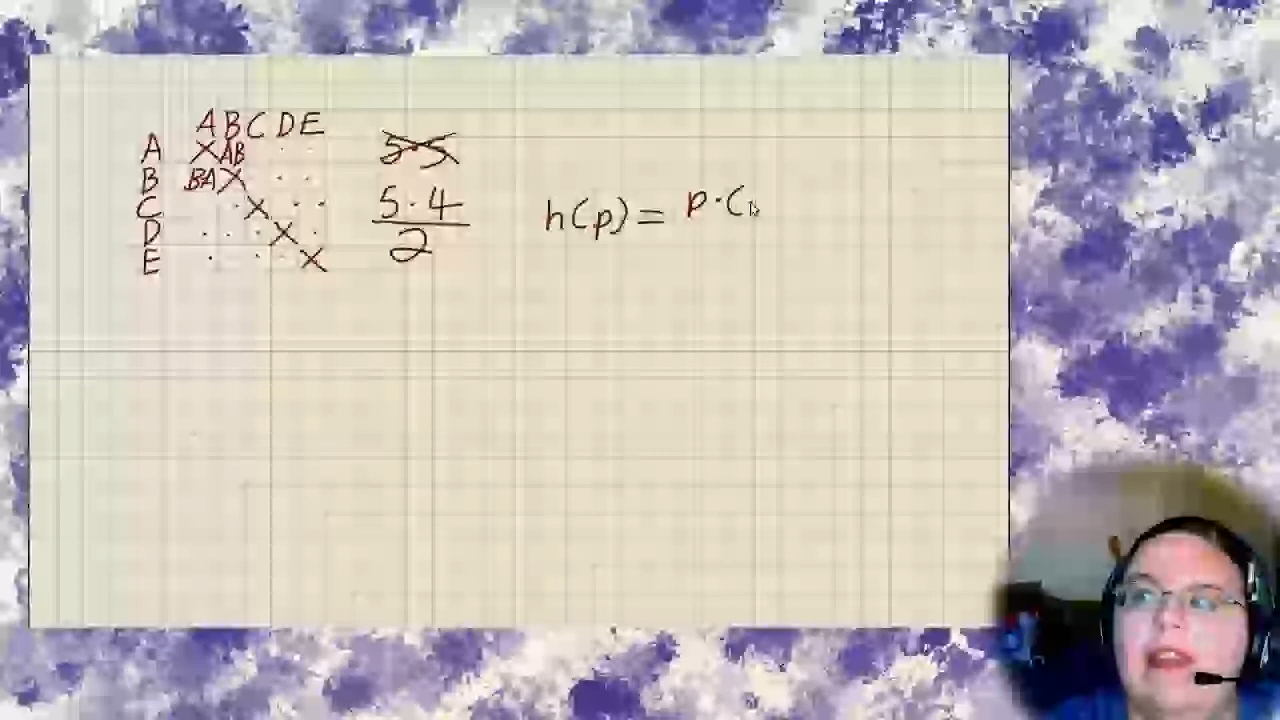 A B C D E
A X AB . .
B BA X . . .
C . X . .
D . . . X .
E . . . . X
5·5
5·4
2
h(p) = p·(